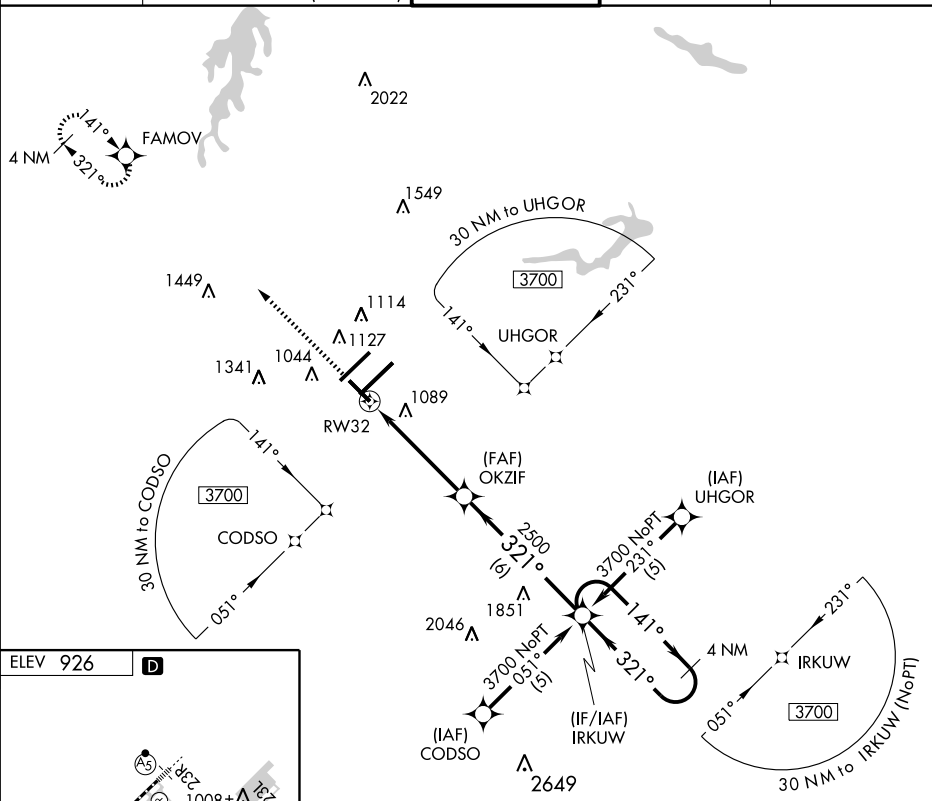 2022
141°
FAMOV
4 NM
321°
1549
30 NM to UHGOR
3700
231°
141°
1449
1114
UHGOR
1127
1044
1341
1089
RW32
141°
(FAF)
OKZIF
(IAF)
UHGOR
30 NM to CODSO
3700
CODSO
2500
321°
(6)
3700 NoPT
231°
(5)
051°
1851
141°
231°
2046
4 NM
ELEV 926
D
3700 NoPT
051°
(5)
321°
IRKUW
051°
3700
(IAF)
CODSO
(IF/IAF)
IRKUW
30 NM to IRKUW (NoPT)
2649
A5
23R
1008±
23L